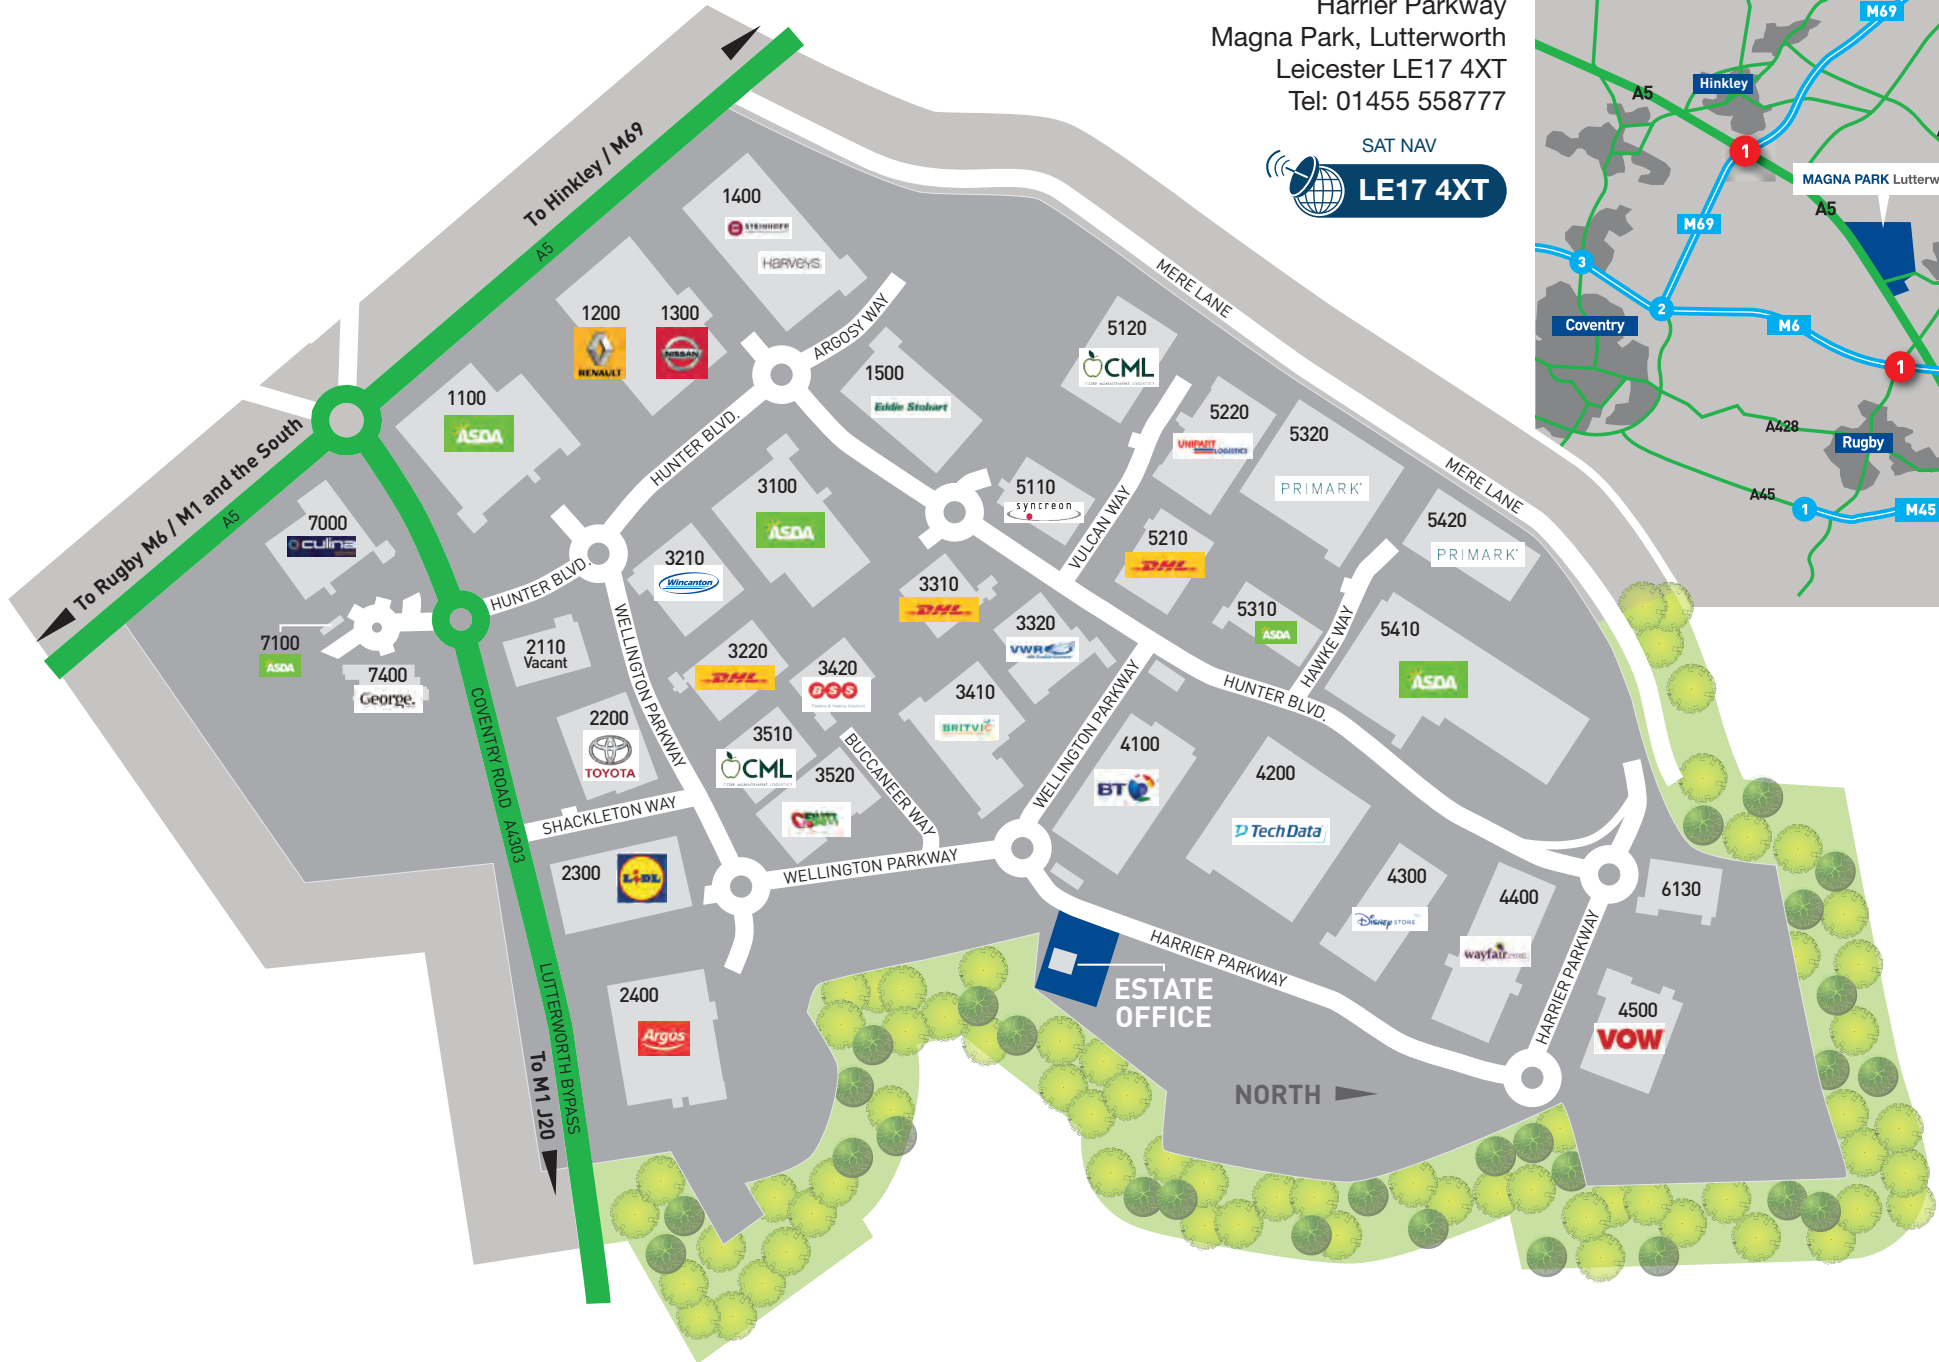 Harrier Parkway
Magna Park, Lutterworth
Leicester LE17 4XT
Tel: 01455 558777
SAT NAV
LE17 4XT
M69
Hinkley
A5
1
MAGNA PARK Lutterw
A5
M69
3
2
Coventry
M6
1
A428
Rugby
A45
1
M45
To Hinkley / M69
A5
To Rugby M6 / M1 and the South
A5
MERE LANE
MERE LANE
1400
STEINHOFF
HARVEYS
1200
RENAULT
1300
NISSAN
ARGOSY WAY
1100
ASDA
1500
Eddie Stobart
5120
CML
5220
UNIPART
LOGISTICS
5320
PRIMARK
5420
PRIMARK
HUNTER BLVD.
3100
ASDA
5110
syncreon
VULCAN WAY
5210
DHL
7000
culina
3210
Wincanton
HUNTER BLVD.
3310
DHL
3320
VWR
5310
ASDA
HAWKE WAY
5410
ASDA
7100
ASDA
7400
George.
2110
Vacant
WELLINGTON PARKWAY
3220
DHL
3420
BSS
3410
BRITVIC
WELLINGTON PARKWAY
HUNTER BLVD.
COVENTRY ROAD A4303
2200
TOYOTA
3510
CML
3520
BUCCANEER WAY
4100
BT
4200
Tech Data
SHACKLETON WAY
2300
LIDL
WELLINGTON PARKWAY
4300
Disney STORE
4400
wayfair.com
6130
HARRIER PARKWAY
HARRIER PARKWAY
ESTATE
OFFICE
2400
Argos
4500
VOW
LUTTERWORTH BYPASS
To M1 J20
NORTH